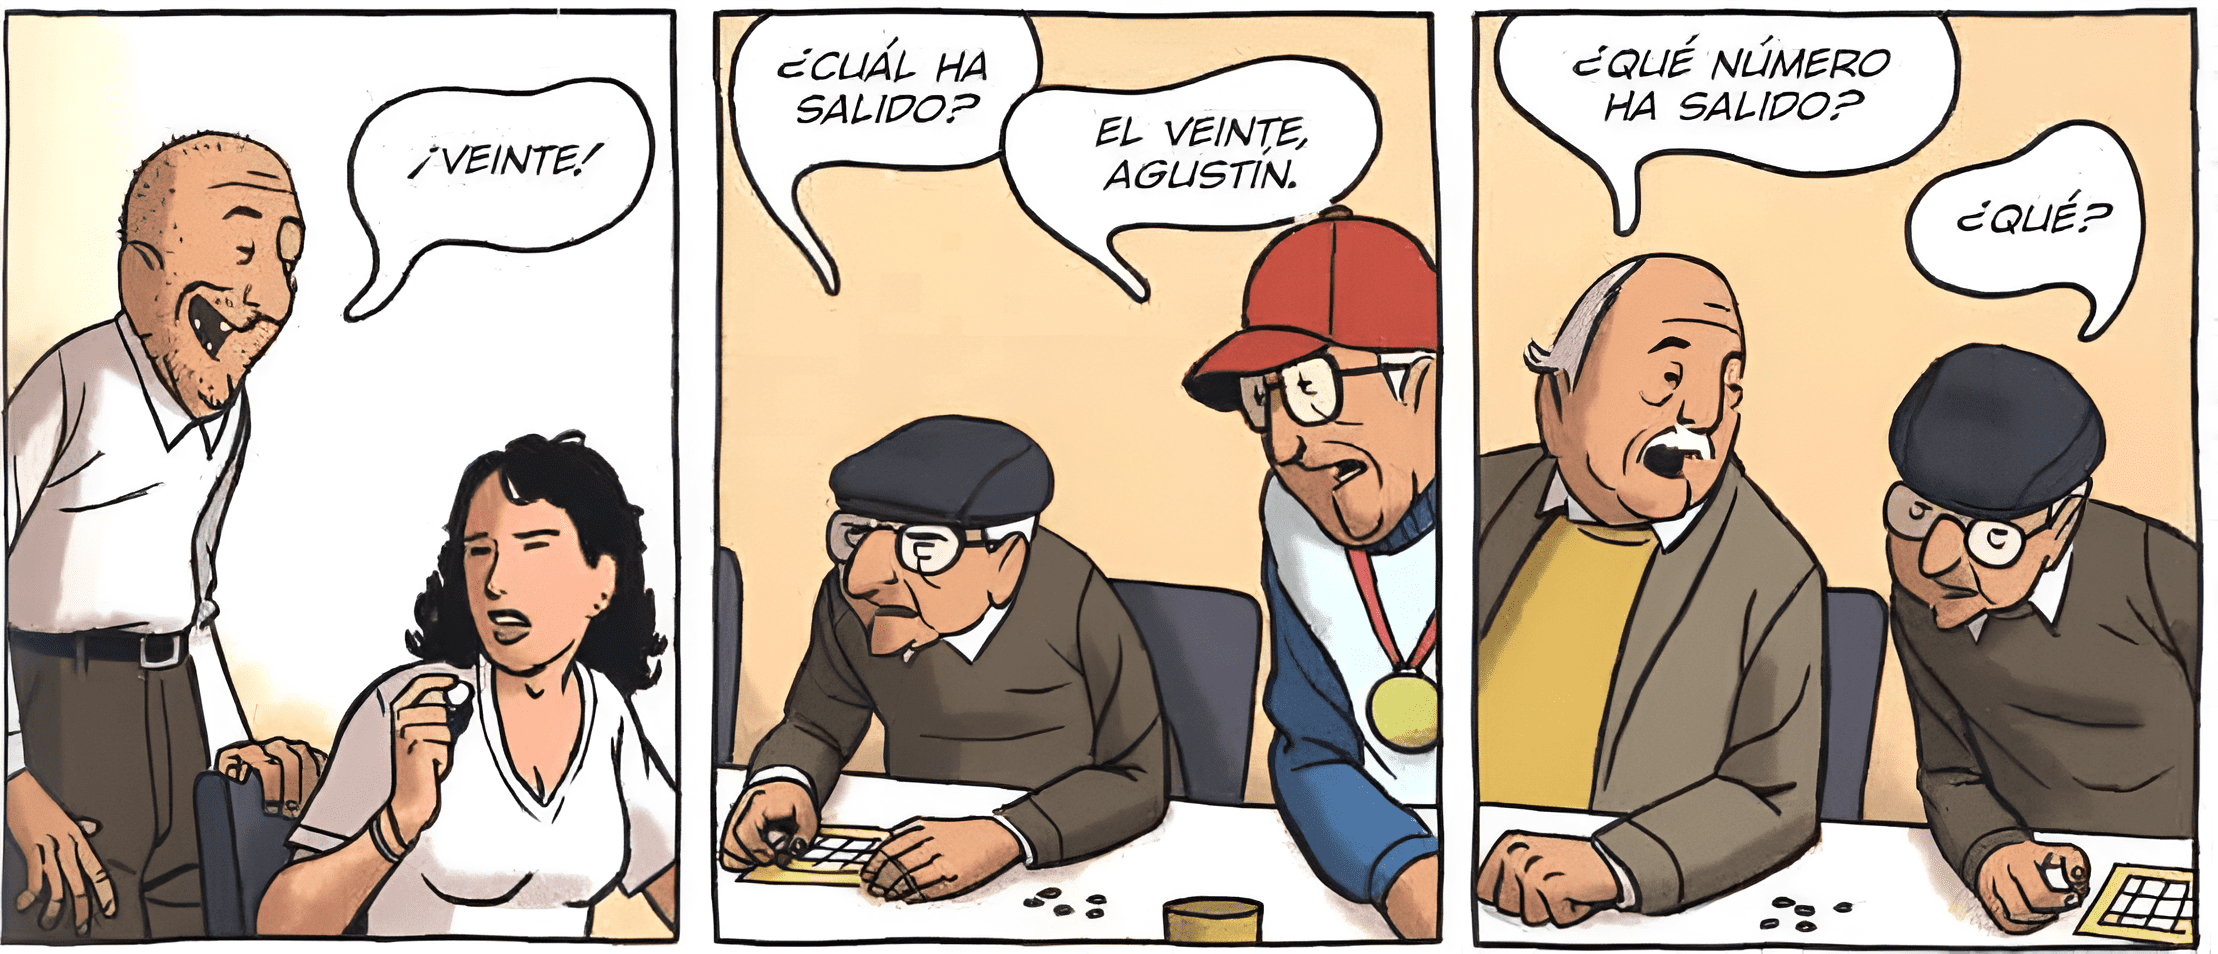 ¡VEINTE!
¿CUÁL HA
SALIDO?
EL VEINTE,
AGUSTÍN.
¿QUÉ NÚMERO
HA SALIDO?
¿QUÉ?